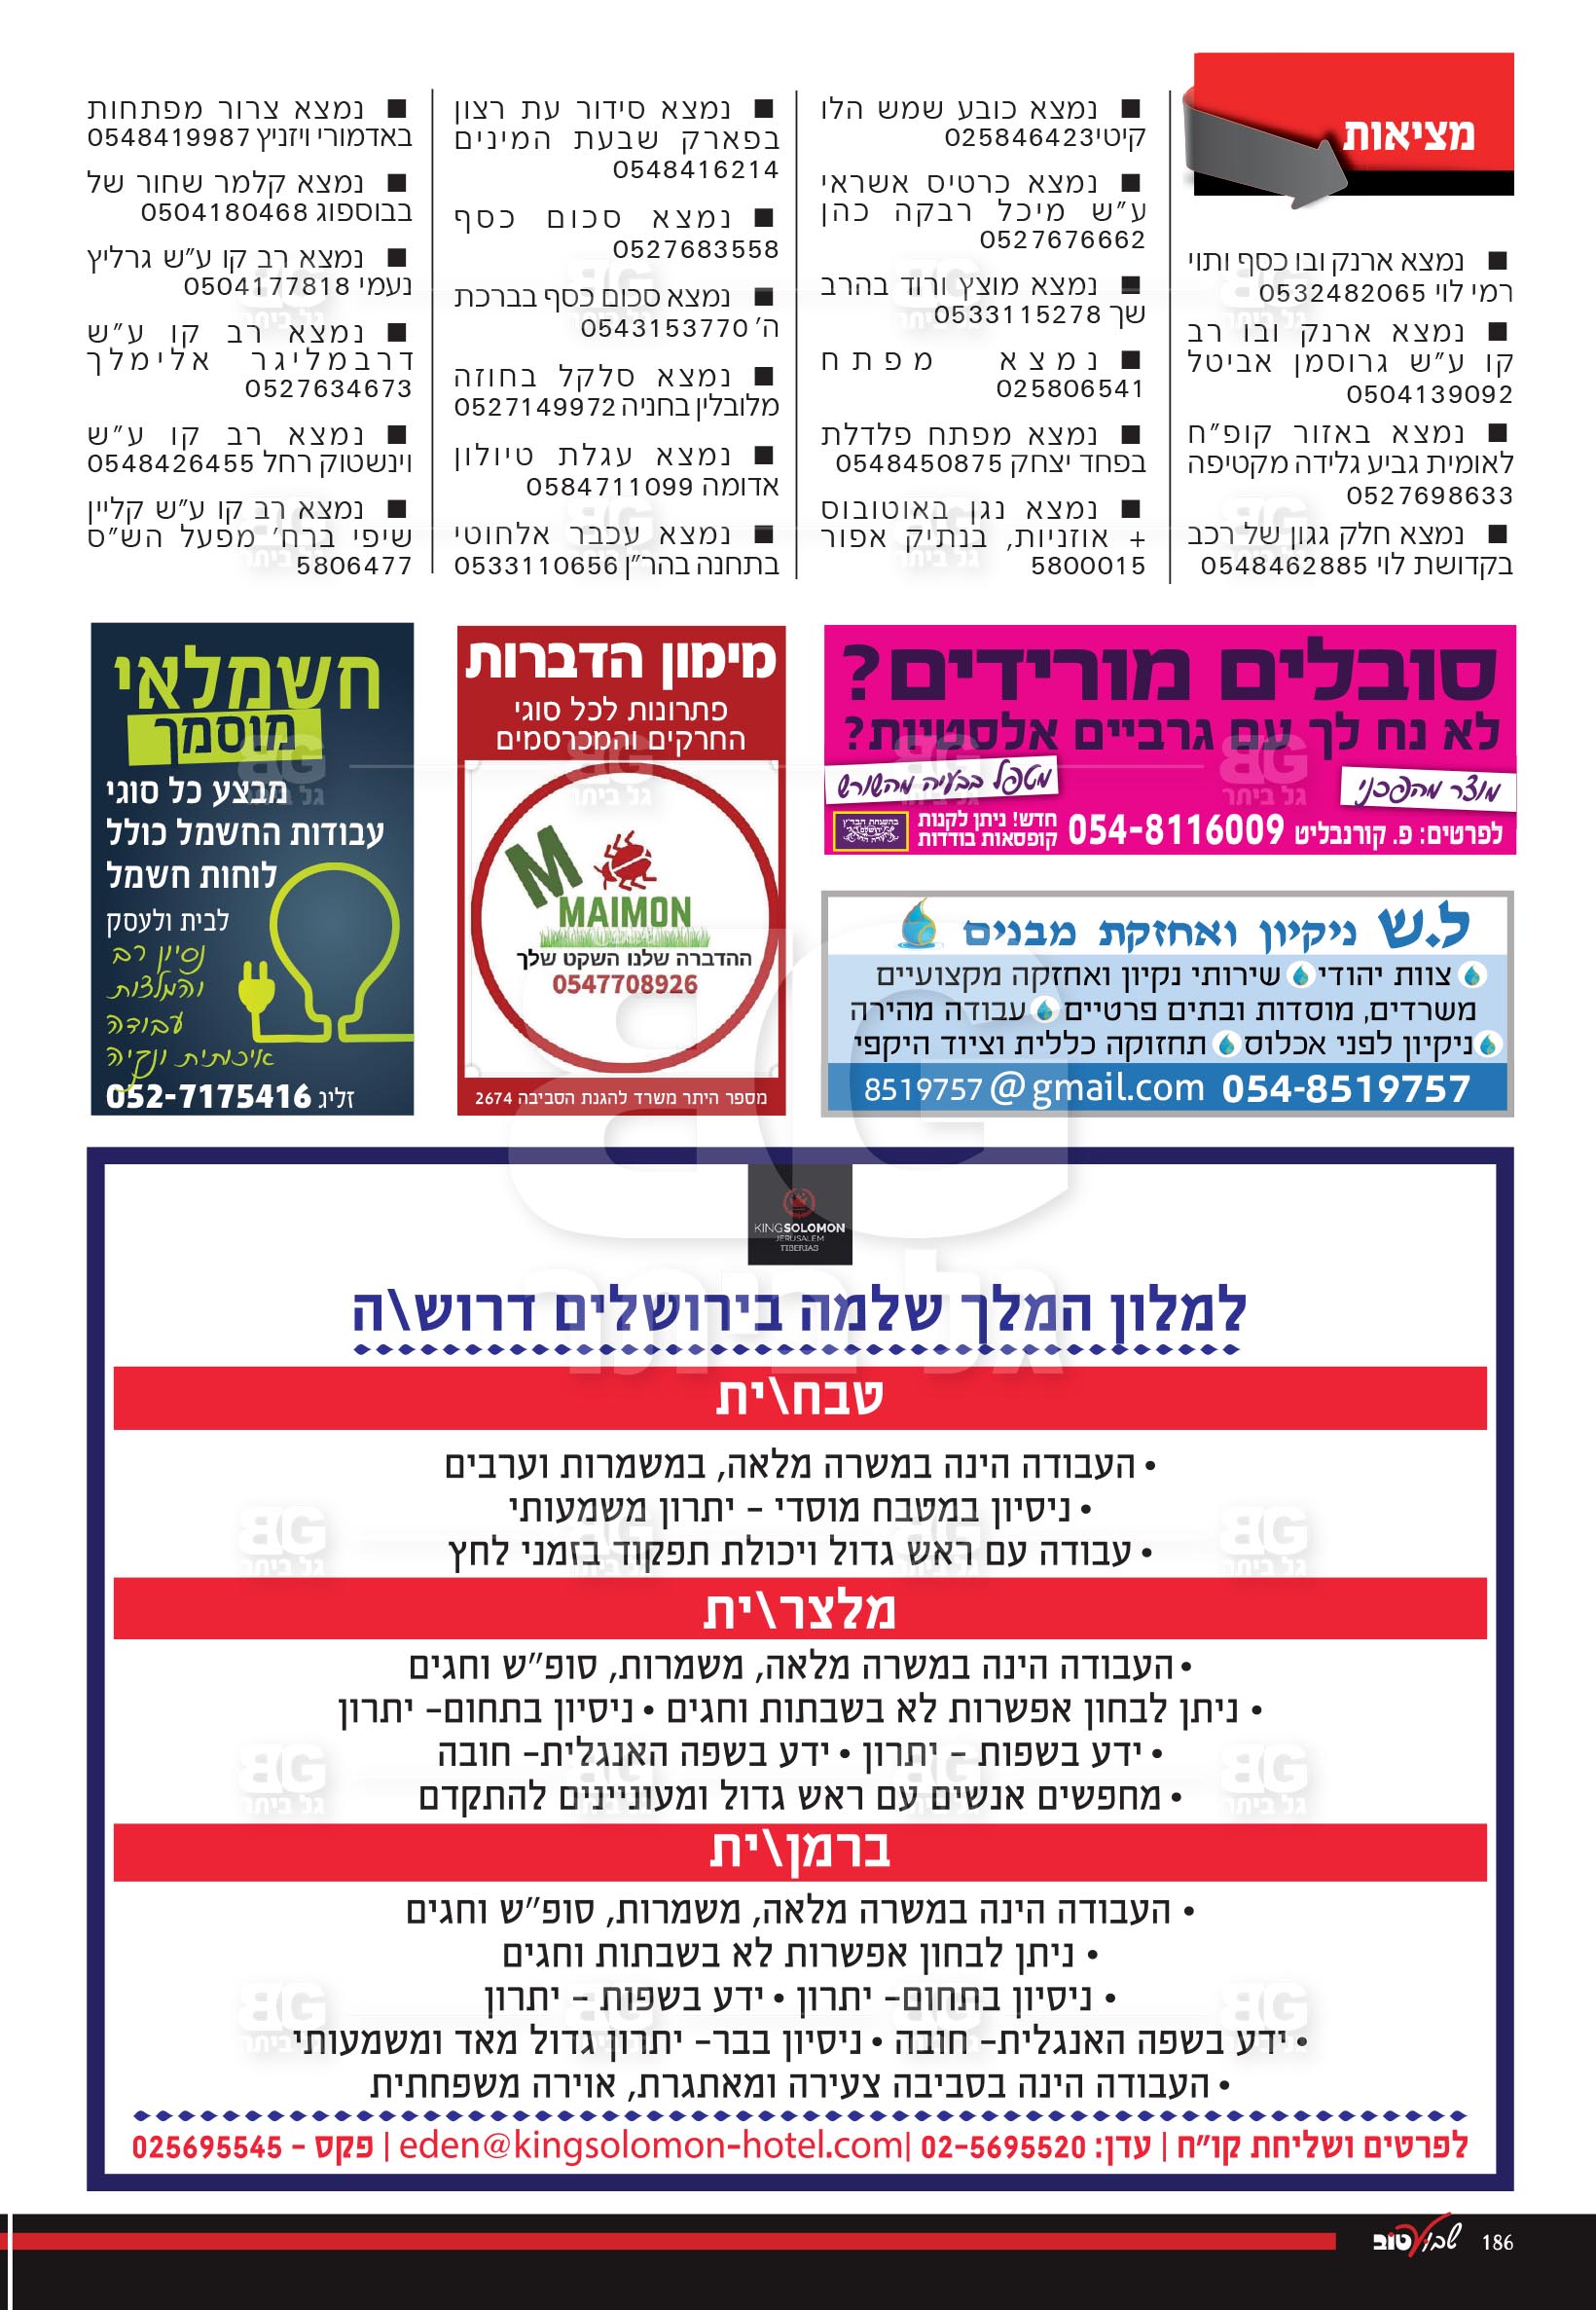 מציאות
■ נמצא ארנק ובו כסף ותוי
רמי לוי 0532482065
■ נמצא ארנק ובו רב
קו ע״ש גרוסמן אביטל
0504139092
■ נמצא באזור קופ״ח
לאומית גביע גלידה מקטיפה
0527698633
■ נמצא חלק גגון של רכב
בקדושת לוי 0548462885
■ נמצא כובע שמש הלו
קיטי025846423
■ נמצא כרטיס אשראי
ע״ש מיכל רבקה כהן
0527676662
■ נמצא מוצץ ורוד בהרב
שך 0533115278
■ נמצא מפתח
025806541
■ נמצא מפתח פלדלת
בפחד יצחק 0548450875
■ נמצא נגן באוטובוס
+ אוזניות, בנתיק אפור
5800015
■ נמצא סידור עת רצון
בפארק שבעת המינים
0548416214
■ נמצא סכום כסף
0527683558
■ נמצא סכום כסף בברכת
ה׳ 0543153770
■ נמצא סלקל בחוזה
מלובלין בחניה 0527149972
■ נמצא עגלת טיולון
אדומה 0584711099
■ נמצא עכבר אלחוטי
בתחנה בהר״ן 0533110656
■ נמצא צרור מפתחות
באדמורי ויזניץ 0548419987
■ נמצא קלמר שחור של
בבוספוג 0504180468
■ נמצא רב קו ע״ש גרליץ
נעמי 0504177818
■ נמצא רב קו ע״ש
דרבמליגר אלימלך
0527634673
■ נמצא רב קו ע״ש
וינשטוק רחל 0548426455
■ נמצא רב קו ע״ש קליין
שיפי ברח׳ מפעל הש״ס
5806477
סובלים מורידים?
לא נח לך עם גרביים אלסטיות?
מוצר מהפכני
מטפל בבעיה מהשורש
לפרטים: פ. קורנבליט 054-8116009
חדש! ניתן לקנות
קופסאות בודדות
ל.ש ניקיון ואחזקת מבנים
צוות יהודי שירותי נקיון ואחזקה מקצועיים
משרדים, מוסדות ובתים פרטיים עבודה מהירה
ניקיון לפני אכלוס תחזוקה כללית וציוד היקפי
054-8519757 8519757@gmail.com
מימון הדברות
פתרונות לכל סוגי
החרקים והמכרסמים
M
MAIMON
ההדברה שלנו השקט שלך
0547708926
מספר היתר משרד להגנת הסביבה 2674
חשמלאי
מוסמך
מבצע כל סוגי
עבודות החשמל כולל
לוחות חשמל
לבית ולעסק
נסיון רב
והמלצות
עבודה
איכותית ונקיה
זליג 052-7175416
KINGSOLOMON
JERUSALEM
TIBERIAS
למלון המלך שלמה בירושלים דרוש\ה
טבח\ית
• העבודה הינה במשרה מלאה, במשמרות וערבים
• ניסיון במטבח מוסדי – יתרון משמעותי
• עבודה עם ראש גדול ויכולת תפקוד בזמני לחץ
מלצר\ית
• העבודה הינה במשרה מלאה, משמרות, סופ״ש וחגים
• ניתן לבחון אפשרות לא בשבתות וחגים • ניסיון בתחום- יתרון
• ידע בשפות – יתרון • ידע בשפה האנגלית- חובה
• מחפשים אנשים עם ראש גדול ומעוניינים להתקדם
ברמן\ית
• העבודה הינה במשרה מלאה, משמרות, סופ״ש וחגים
• ניתן לבחון אפשרות לא בשבתות וחגים
• ניסיון בתחום- יתרון • ידע בשפות – יתרון
• ידע בשפה האנגלית- חובה • ניסיון בבר- יתרון גדול מאד ומשמעותי
• העבודה הינה בסביבה צעירה ומאתגרת, אוירה משפחתית
לפרטים ושליחת קו״ח | עדן: 02-5695520 |eden@kingsolomon-hotel.com | פקס - 025695545
186 שבועטוב
BG
גל ביתר